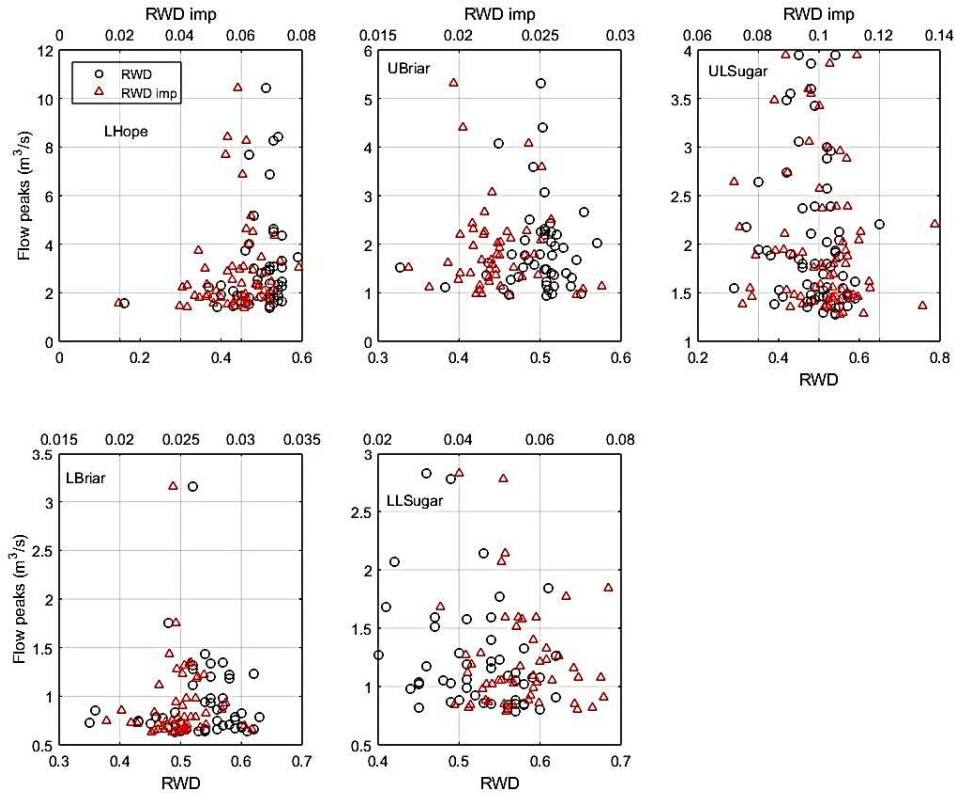 RWD imp RWD imp RWD imp
0 0.02 0.04 0.06 0.08 0.015 0.02 0.025 0.03 0.06 0.08 0.1 0.12 0.14
Flow peaks (m³/s)
12
10
8
6
4
2
0
RWD
RWD imp
LHope
0 0.2 0.4 0.6
6
5
4
3
2
1
0
UBriar
0.3 0.4 0.5 0.6
4
3.5
3
2.5
2
1.5
1
ULSugar
0.2 0.4 0.6 0.8
RWD
0.015 0.02 0.025 0.03 0.035
Flow peaks (m³/s)
3.5
3
2.5
2
1.5
1
0.5
LBriar
0.3 0.4 0.5 0.6 0.7
RWD
0.02 0.04 0.06 0.08
3
2.5
2
1.5
1
0.5
LLSugar
0.4 0.5 0.6 0.7
RWD